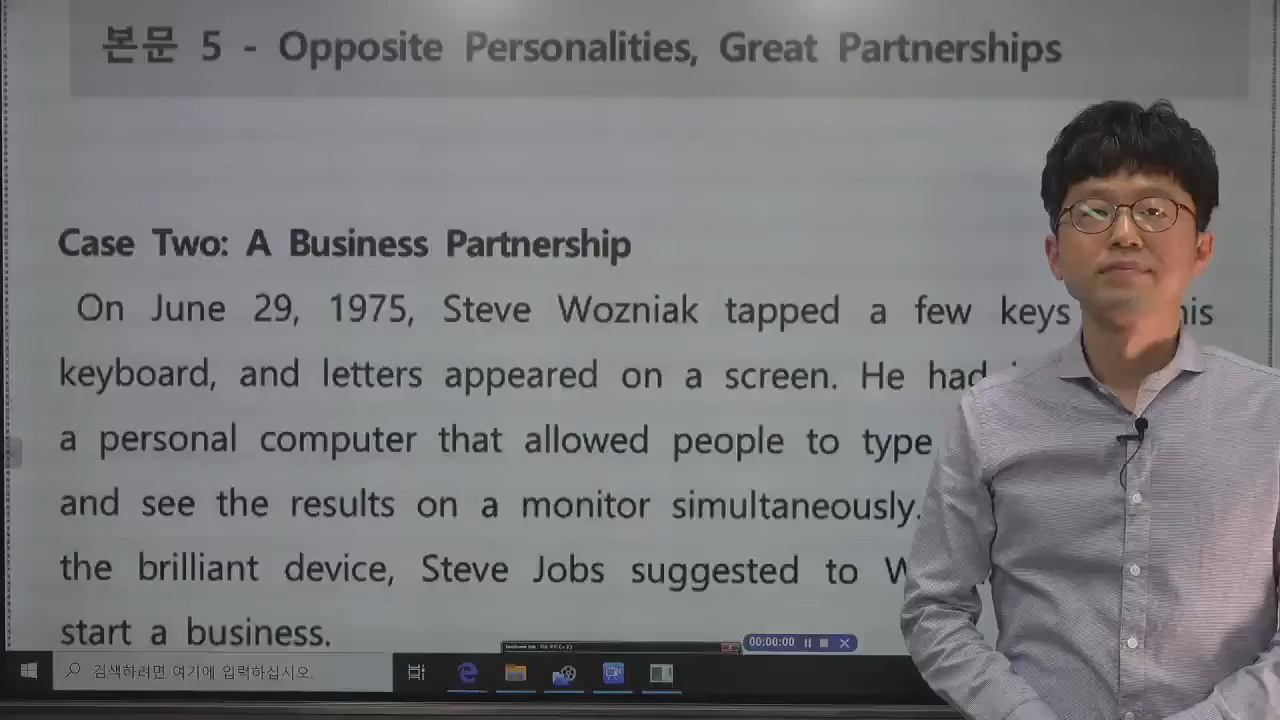 본문 5 - Opposite Personalities, Great Partnerships
Case Two: A Business Partnership
On June 29, 1975, Steve Wozniak tapped a few keys his
keyboard, and letters appeared on a screen. He had
a personal computer that allowed people to type
and see the results on a monitor simultaneously.
the brilliant device, Steve Jobs suggested to
start a business.
00:00:00
검색하려면 여기에 입력하십시오.